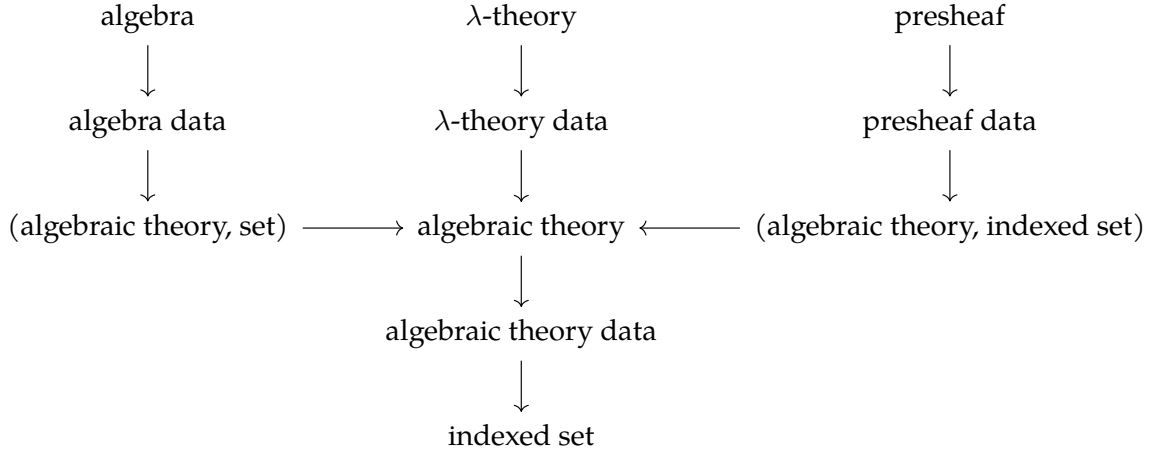 algebra λ-theory presheaf
algebra data λ-theory data presheaf data
(algebraic theory, set) algebraic theory (algebraic theory, indexed set)
algebraic theory data
indexed set